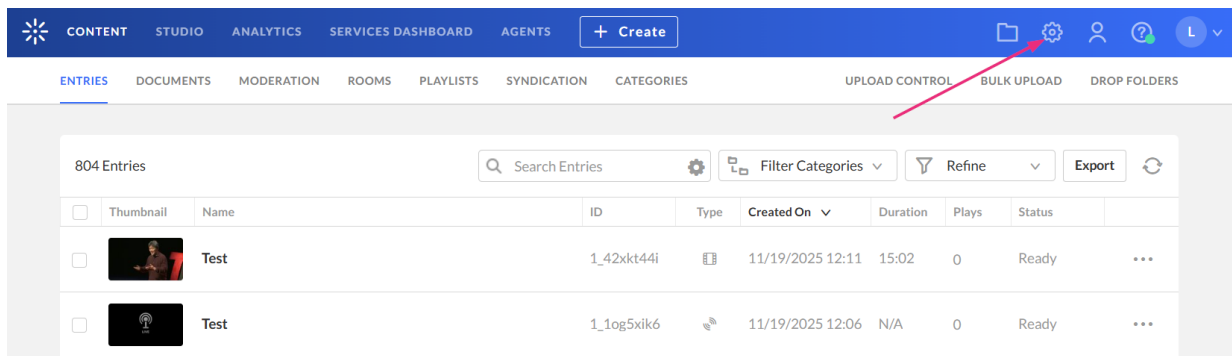 CONTENT STUDIO ANALYTICS SERVICES DASHBOARD AGENTS + Create L
ENTRIES DOCUMENTS MODERATION ROOMS PLAYLISTS SYNDICATION CATEGORIES UPLOAD CONTROL BULK UPLOAD DROP FOLDERS
804 Entries Search Entries Filter Categories Refine Export
Thumbnail Name ID Type Created On Duration Plays Status
Test 1_42xkt44i 11/19/2025 12:11 15:02 0 Ready
Test 1_1og5xik6 11/19/2025 12:06 N/A 0 Ready